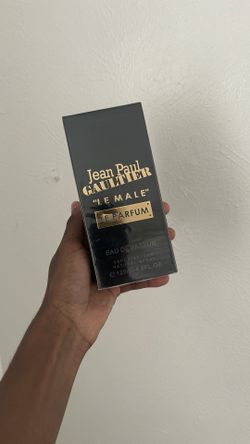 Jean Paul
GAULTIER
"LE MALE"
LE PARFUM
EAU DE PARFUM